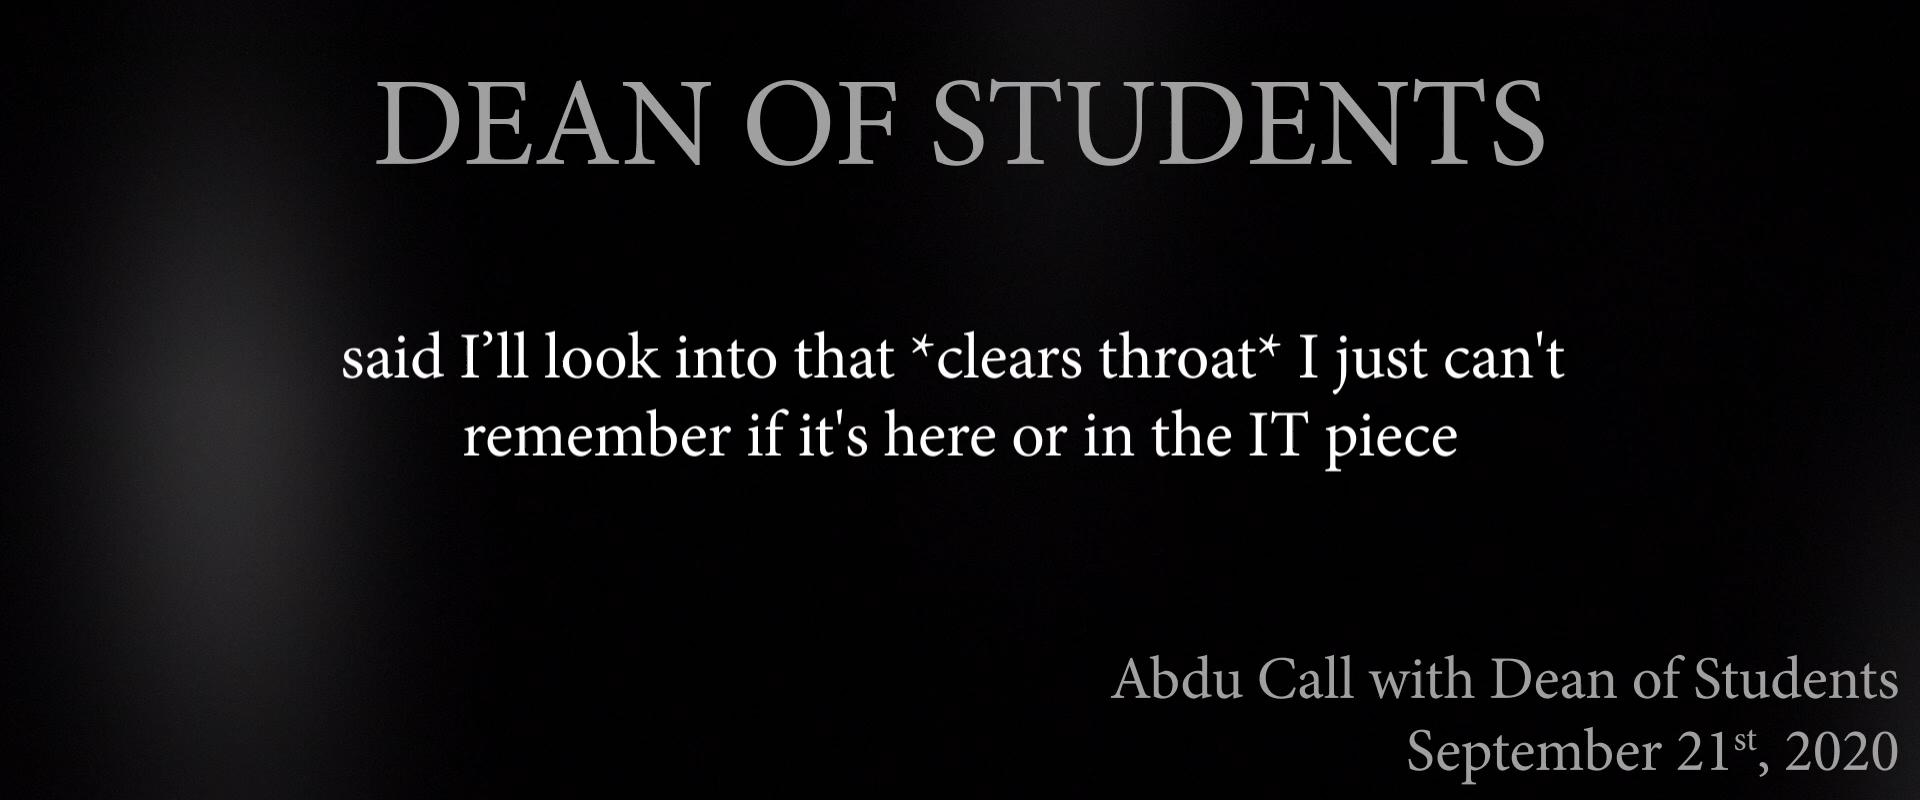 DEAN OF STUDENTS
said I’ll look into that *clears throat* I just can't
remember if it's here or in the IT piece
Abdu Call with Dean of Students
September 21st, 2020